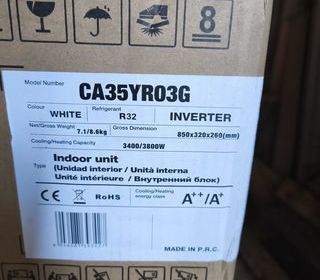 8
Model Number CA35YR03G
Colour WHITE Refrigerant R32 INVERTER
Net/Gross Weight 7.1/8.6kg Gross Dimension 850x320x260(mm)
Cooling/Heating Capacity 3400/3800W
Type Indoor unit
(Unidad interior / Unità interna
Unité intérieure / Внутренний блок)
CE RoHS Cooling/Heating energy class A++/A+
MADE IN P.R.C.